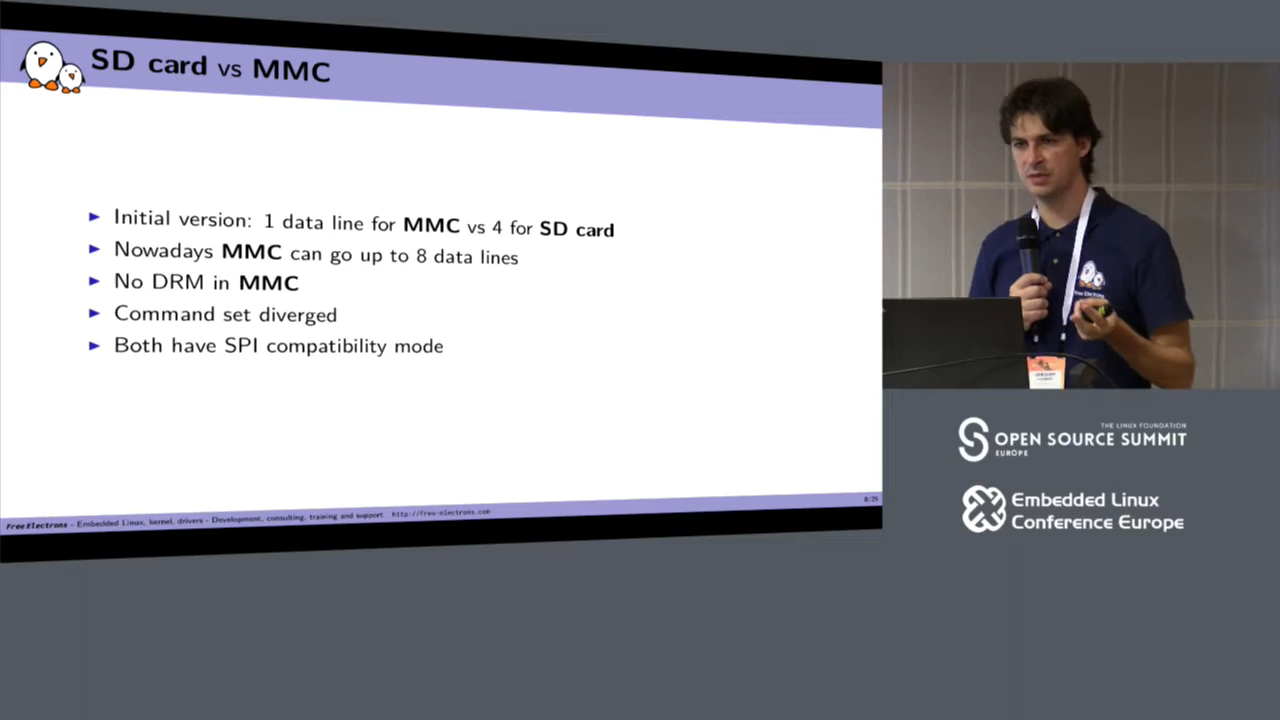 SD card vs MMC
▶ Initial version: 1 data line for MMC vs 4 for SD card
▶ Nowadays MMC can go up to 8 data lines
▶ No DRM in MMC
▶ Command set diverged
▶ Both have SPI compatibility mode
8/29
Free Electrons - Embedded Linux, kernel, drivers - Development, consulting, training and support. http://free-electrons.com
THE LINUX FOUNDATION
OPEN SOURCE SUMMIT
EUROPE
Embedded Linux
Conference Europe